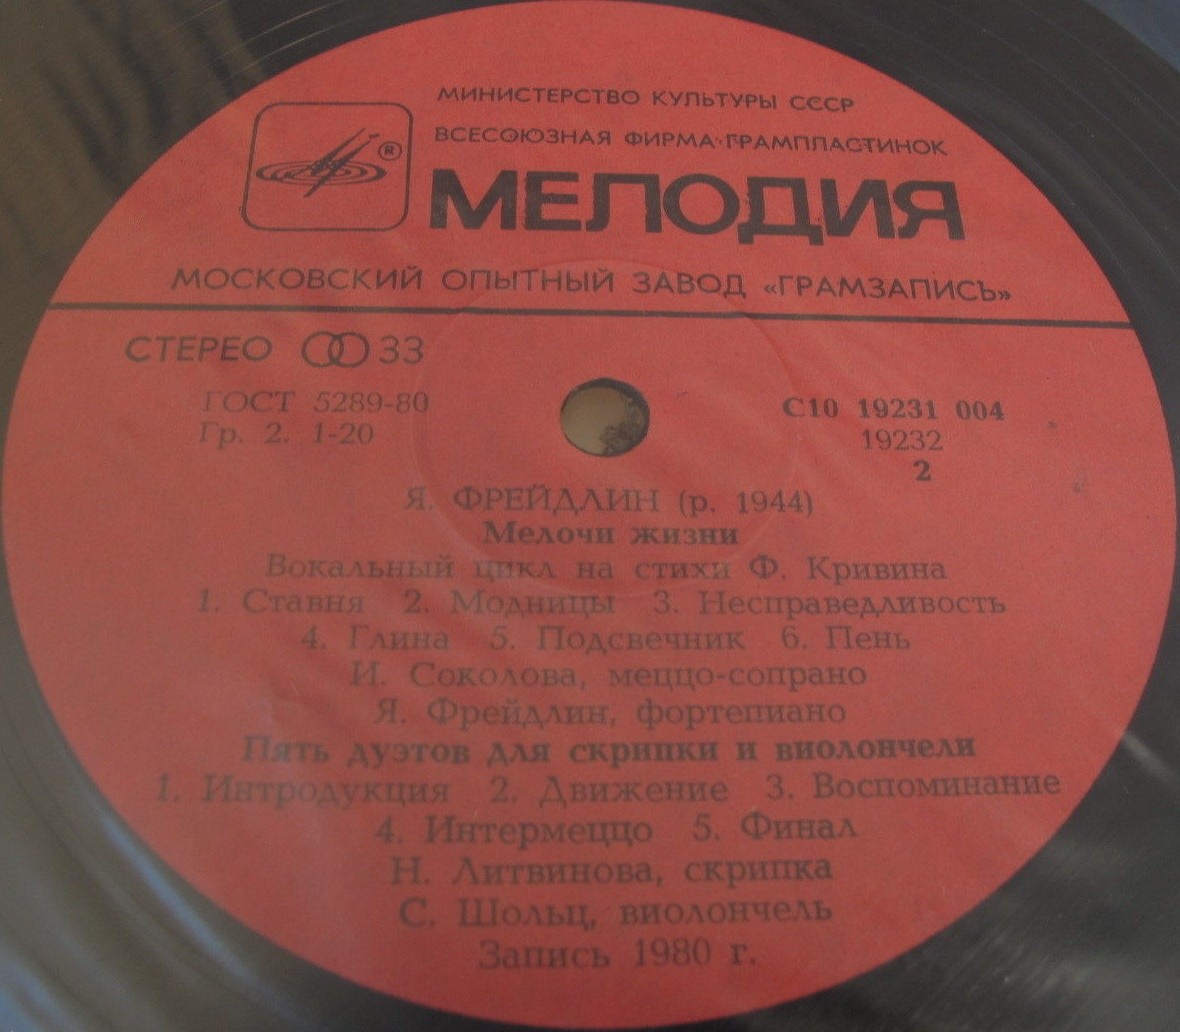 МИНИСТЕРСТВО КУЛЬТУРЫ СССР
ВСЕСОЮЗНАЯ ФИРМА ГРАМПЛАСТИНОК
®
МЕЛОДИЯ
МОСКОВСКИЙ ОПЫТНЫЙ ЗАВОД «ГРАМЗАПИСЬ»
СТЕРЕО 33
ГОСТ 5289-80
Гр. 2. 1-20
С10 19231 004
19232
2
Я. ФРЕЙДЛИН (р. 1944)
Мелочи жизни
Вокальный цикл на стихи Ф. Кривина
1. Ставня 2. Модницы 3. Несправедливость
4. Глина 5. Подсвечник 6. Пень
И. Соколова, меццо-сопрано
Я. Фрейдлин, фортепиано
Пять дуэтов для скрипки и виолончели
1. Интродукция 2. Движение 3. Воспоминание
4. Интермеццо 5. Финал
Н. Литвинова, скрипка
С. Шольц, виолончель
Запись 1980 г.